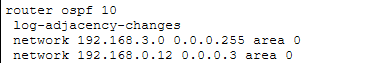 router ospf 10
log-adjacency-changes
network 192.168.3.0 0.0.0.255 area 0
network 192.168.0.12 0.0.0.3 area 0